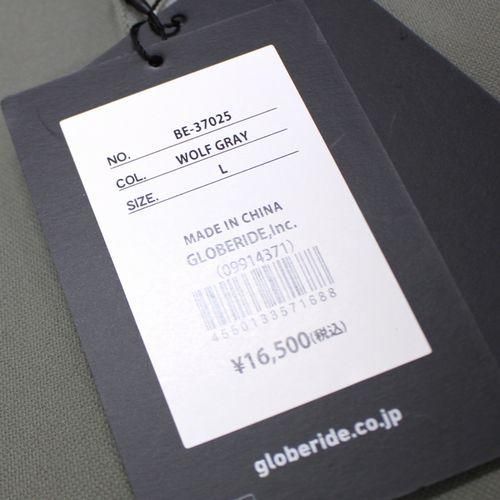 NO. BE-37025
COL. WOLF GRAY
SIZE. L
MADE IN CHINA
GLOBERIDE,Inc.
(09914371)
4550133571688
¥16,500(税込)
globeride.co.jp